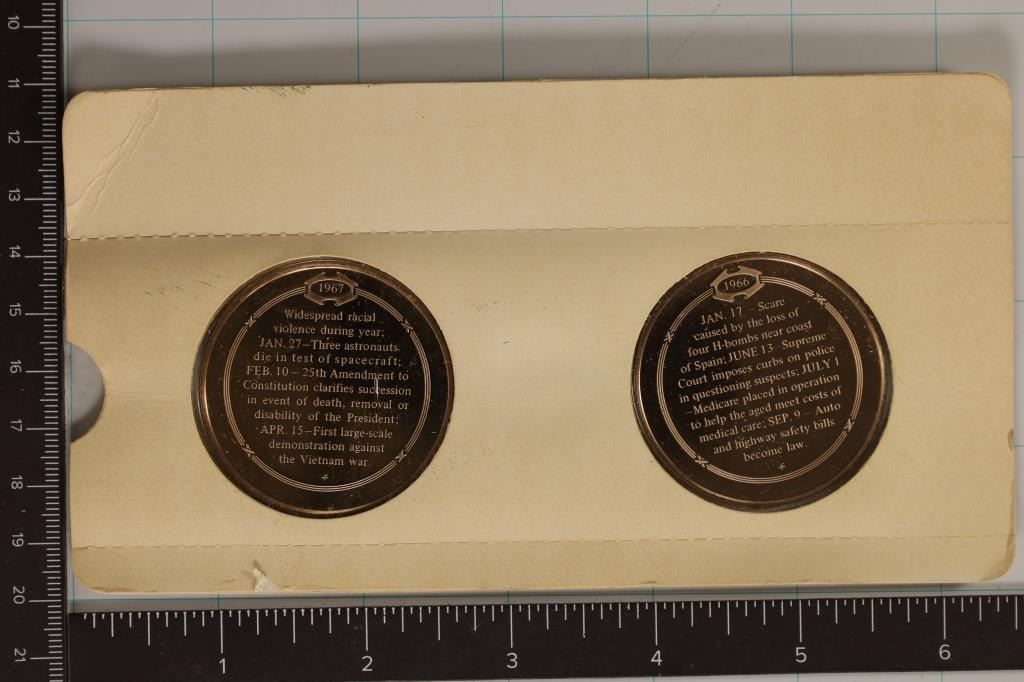 1967
Widespread racial
violence during year;
JAN. 27—Three astronauts
die in test of spacecraft;
FEB. 10 — 25th Amendment to
Constitution clarifies succession
in event of death, removal or
disability of the President;
APR. 15—First large-scale
demonstration against
the Vietnam war.
1966
JAN. 17 — Scare
caused by the loss of
four H-bombs near coast
of Spain; JUNE 13—Supreme
Court imposes curbs on police
in questioning suspects; JULY 1
—Medicare placed in operation
to help the aged meet costs of
medical care; SEP. 9 — Auto
and highway safety bills
become law.
10
11
12
13
14
15
16
17
18
19
20
21
1 2 3 4 5 6